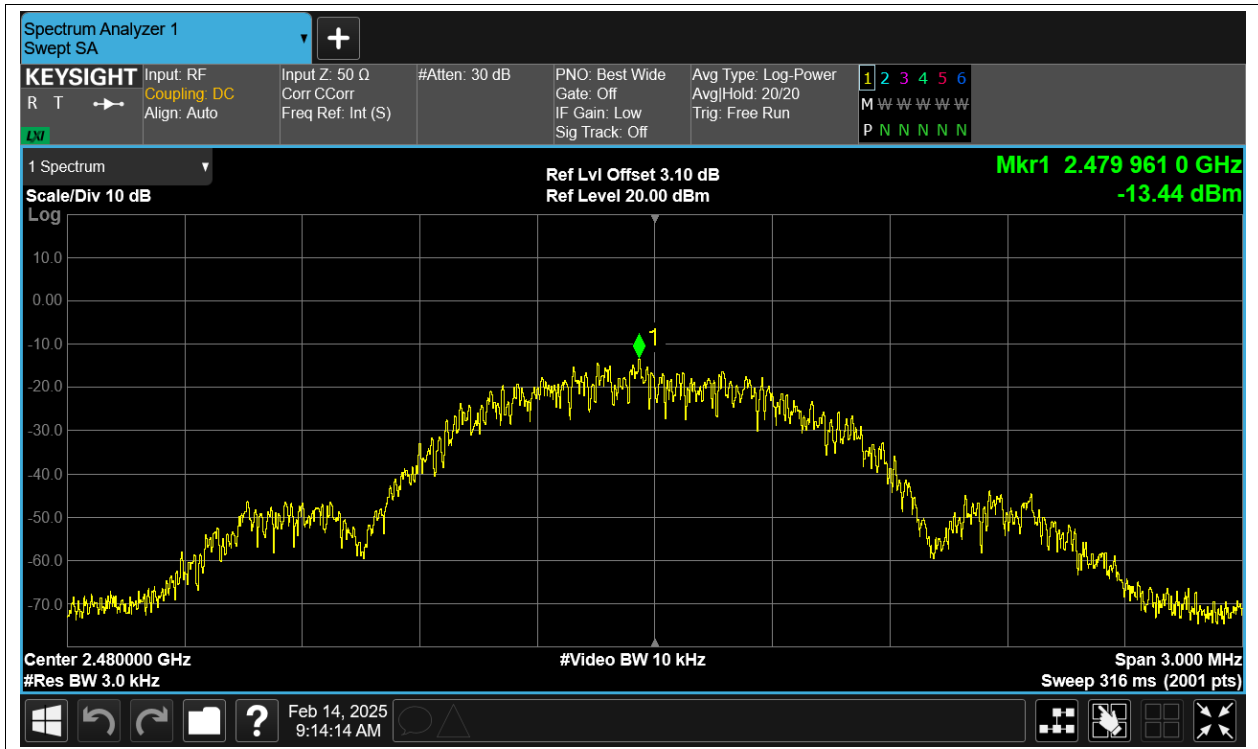 Spectrum Analyzer 1
Swept SA
+
KEYSIGHT
R T
LXI
Input: RF
Coupling: DC
Align: Auto
Input Z: 50 Ω
Corr CCorr
Freq Ref: Int (S)
#Atten: 30 dB
PNO: Best Wide
Gate: Off
IF Gain: Low
Sig Track: Off
Avg Type: Log-Power
Avg|Hold: 20/20
Trig: Free Run
1 2 3 4 5 6
M W W W W W
P N N N N N
1 Spectrum
Scale/Div 10 dB
Log
Ref Lvl Offset 3.10 dB
Ref Level 20.00 dBm
Mkr1 2.479 961 0 GHz
-13.44 dBm
10.0
0.00
-10.0
-20.0
-30.0
-40.0
-50.0
-60.0
-70.0
1
Center 2.480000 GHz
#Res BW 3.0 kHz
#Video BW 10 kHz
Span 3.000 MHz
Sweep 316 ms (2001 pts)
?
Feb 14, 2025
9:14:14 AM